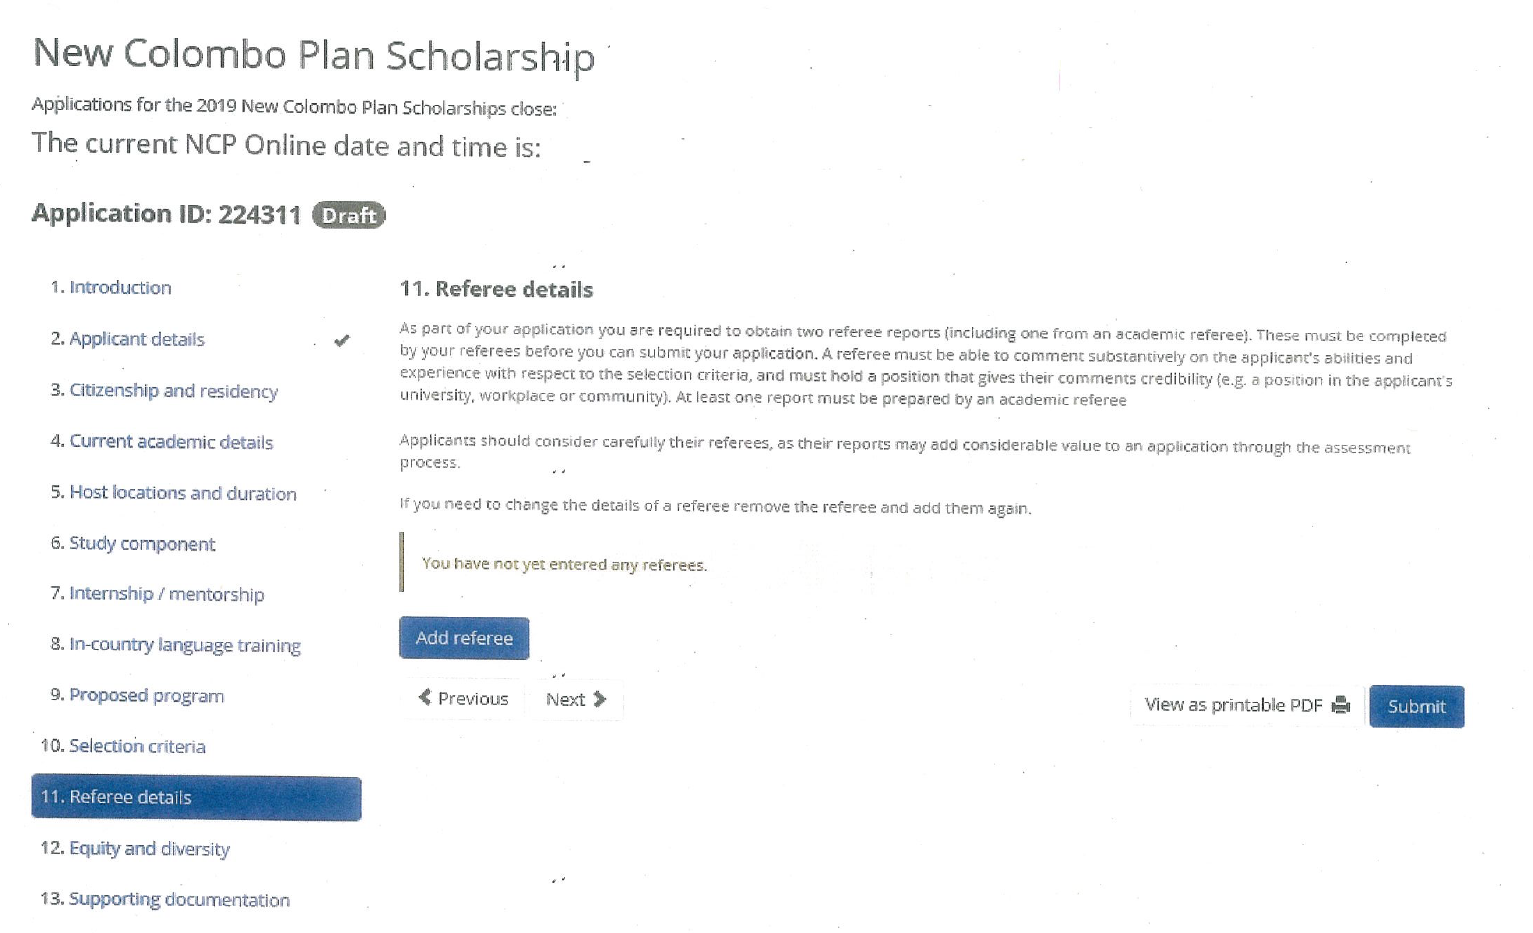 New Colombo Plan Scholarship
Applications for the 2019 New Colombo Plan Scholarships close:
The current NCP Online date and time is:
Application ID: 224311 Draft
1. Introduction
2. Applicant details
3. Citizenship and residency
4. Current academic details
5. Host locations and duration
6. Study component
7. Internship / mentorship
8. In-country language training
9. Proposed program
10. Selection criteria
11. Referee details
12. Equity and diversity
13. Supporting documentation
11. Referee details
As part of your application you are required to obtain two referee reports (including one from an academic referee). These must be completed
by your referees before you can submit your application. A referee must be able to comment substantively on the applicant's abilities and
experience with respect to the selection criteria, and must hold a position that gives their comments credibility (e.g. a position in the applicant's
university, workplace or community). At least one report must be prepared by an academic referee
Applicants should consider carefully their referees, as their reports may add considerable value to an application through the assessment
process.
If you need to change the details of a referee remove the referee and add them again.
You have not yet entered any referees.
Add referee
Previous Next
View as printable PDF Submit